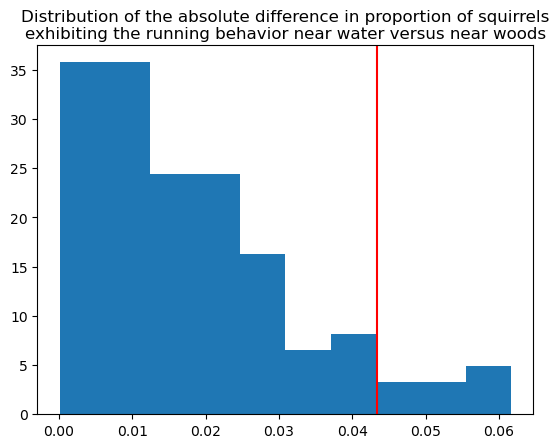 Distribution of the absolute difference in proportion of squirrels
exhibiting the running behavior near water versus near woods
35
30
25
20
15
10
5
0
0.00 0.01 0.02 0.03 0.04 0.05 0.06